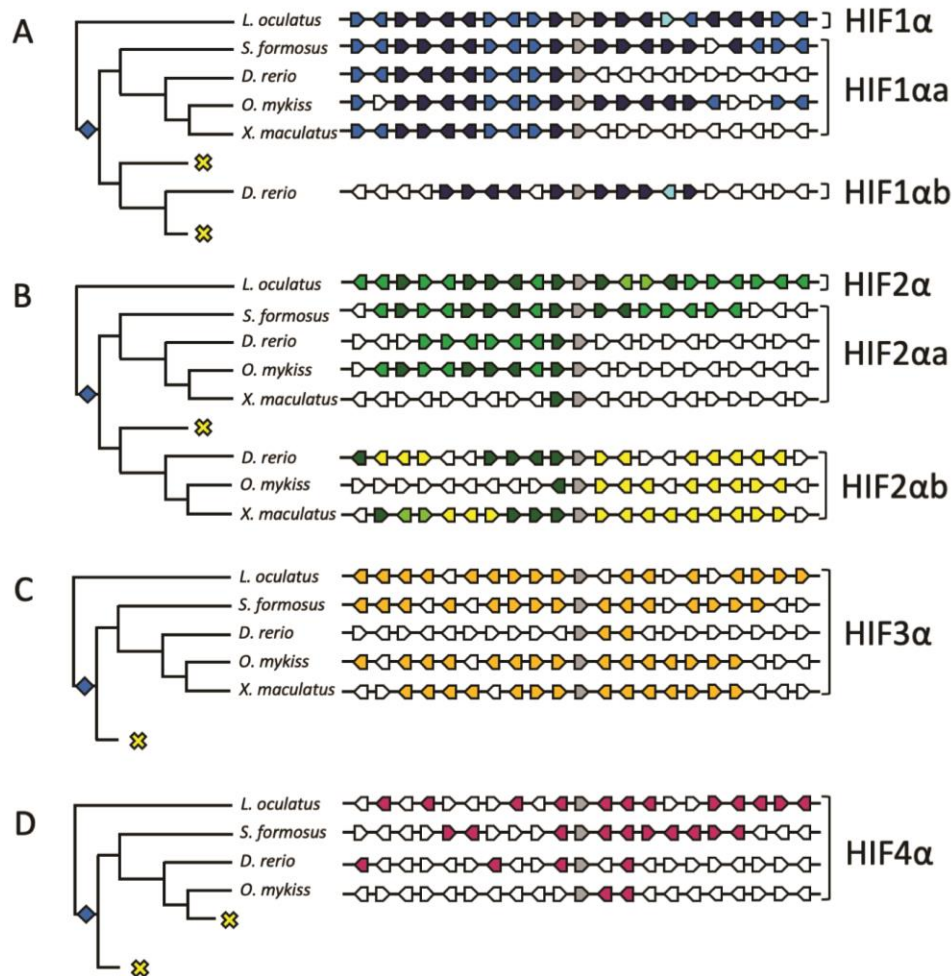 A
L. oculatus
HIF1α
S. formosus
D. rerio
HIF1αa
O. mykiss
X. maculatus
D. rerio
HIF1αb
B
L. oculatus
HIF2α
S. formosus
D. rerio
HIF2αa
O. mykiss
X. maculatus
D. rerio
O. mykiss
HIF2αb
X. maculatus
C
L. oculatus
S. formosus
HIF3α
D. rerio
O. mykiss
X. maculatus
D
L. oculatus
S. formosus
HIF4α
D. rerio
O. mykiss